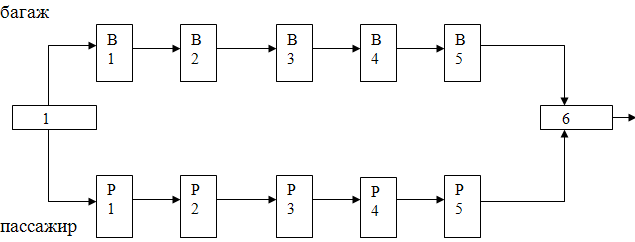 багаж
В В В В В
1 2 3 4 5
1 6
Р Р Р Р Р
1 2 3 4 5
пассажир